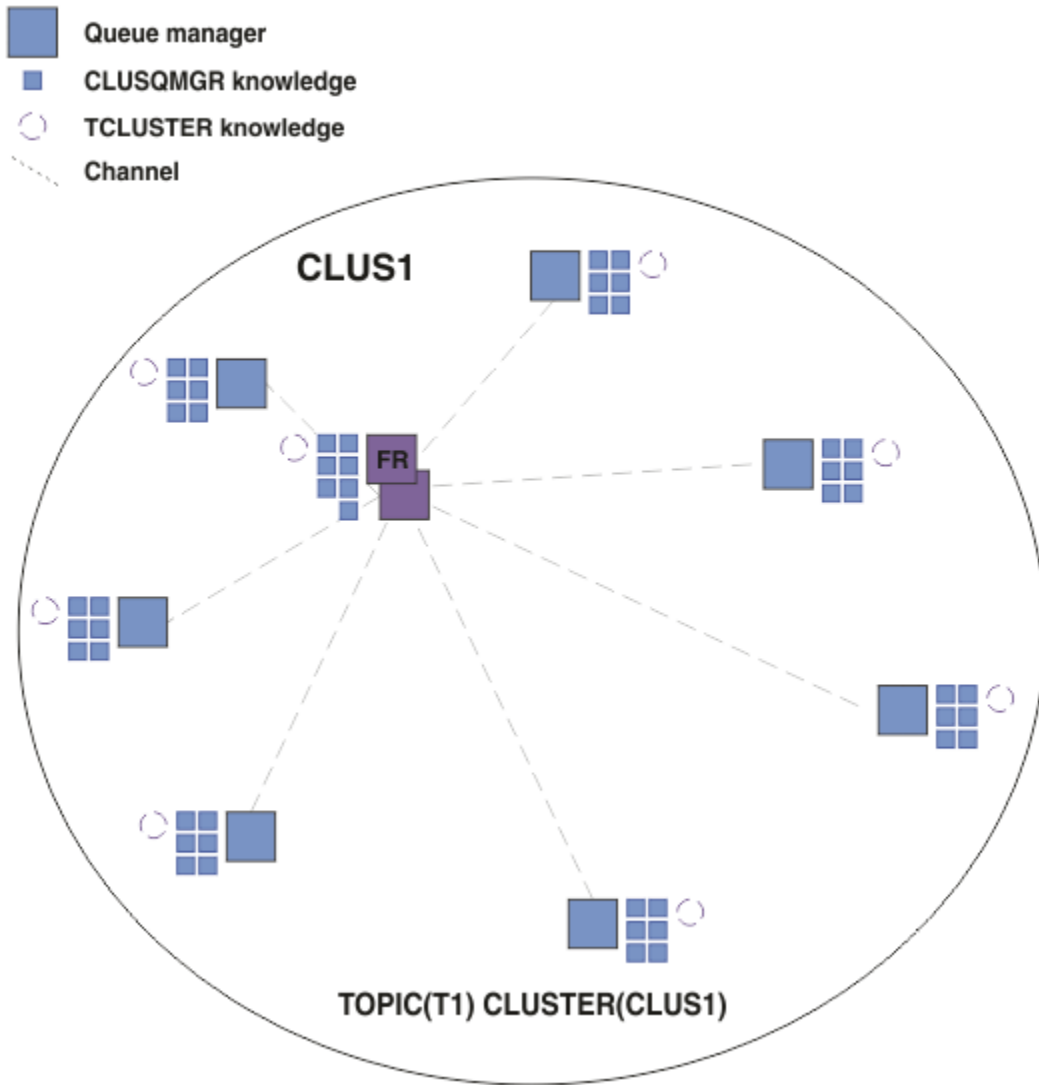 Queue manager
CLUSQMGR knowledge
TCLUSTER knowledge
Channel
CLUS1
FR
TOPIC(T1) CLUSTER(CLUS1)